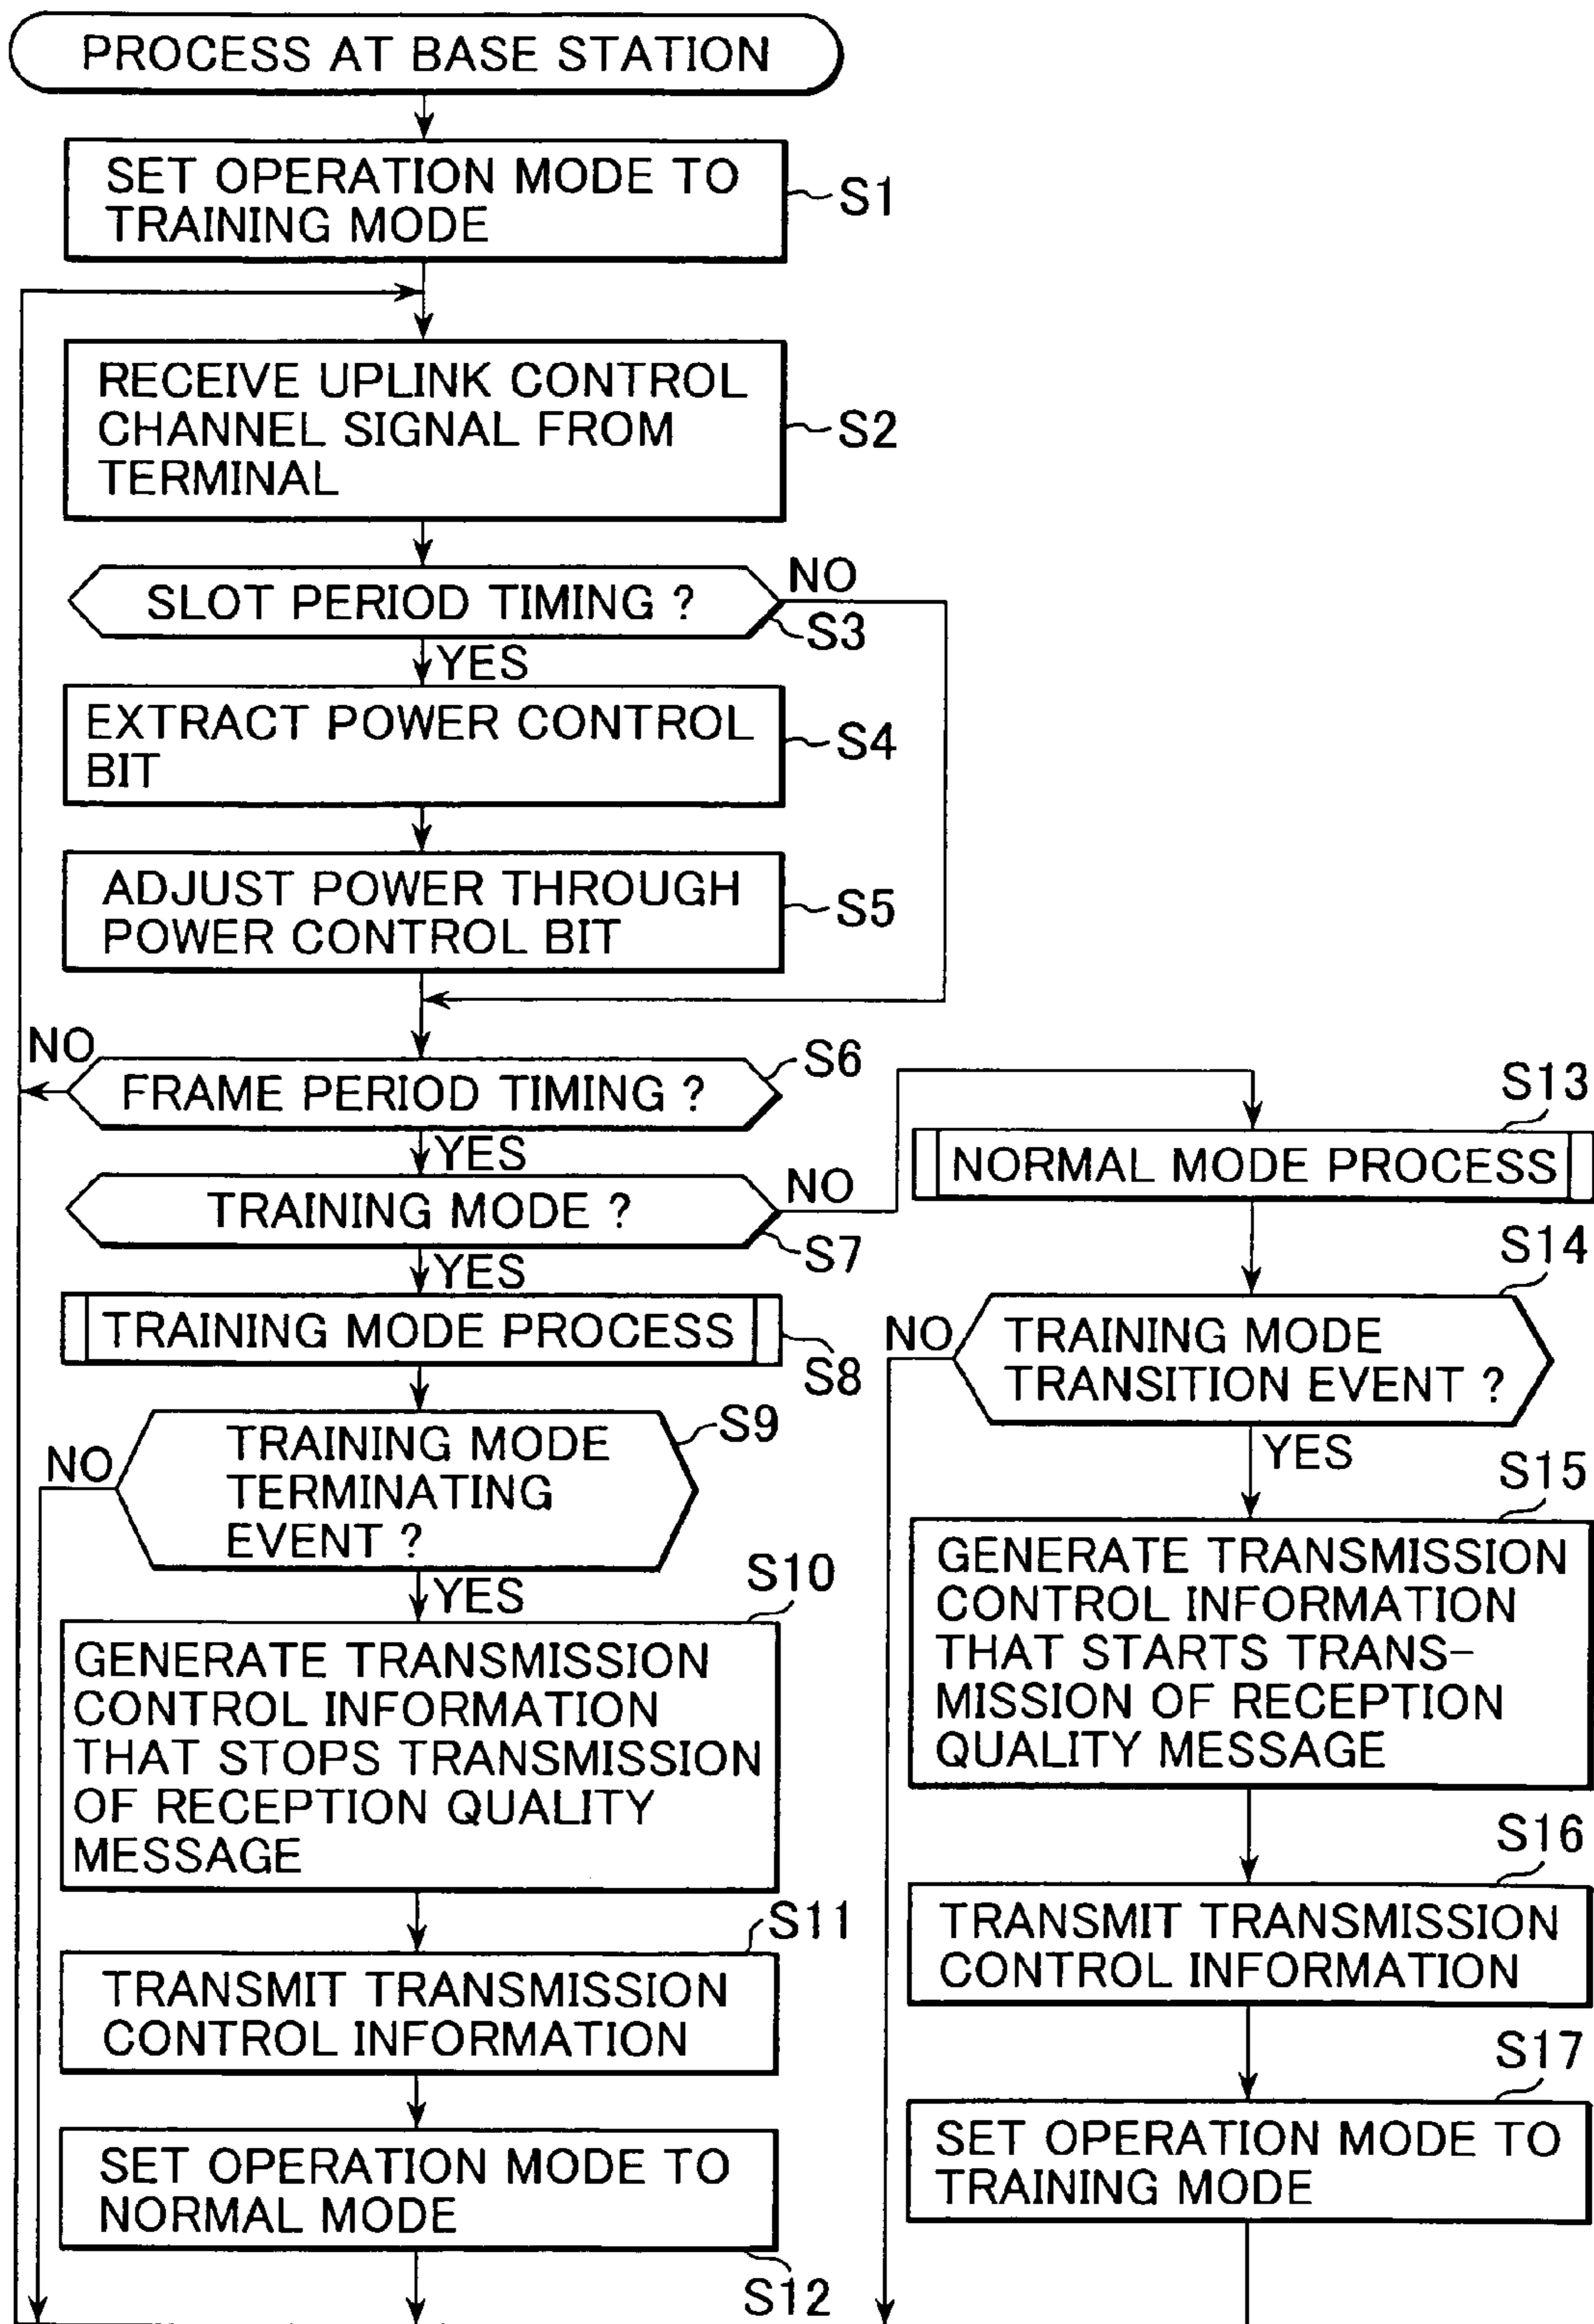 PROCESS AT BASE STATION
SET OPERATION MODE TO
TRAINING MODE
S1
RECEIVE UPLINK CONTROL
CHANNEL SIGNAL FROM
TERMINAL
S2
SLOT PERIOD TIMING ?
NO
S3
YES
EXTRACT POWER CONTROL
BIT
S4
ADJUST POWER THROUGH
POWER CONTROL BIT
S5
NO
FRAME PERIOD TIMING ?
S6
YES
TRAINING MODE ?
NO
S7
YES
TRAINING MODE PROCESS
S8
NO
TRAINING MODE
TERMINATING
EVENT ?
S9
YES
S10
GENERATE TRANSMISSION
CONTROL INFORMATION
THAT STOPS TRANSMISSION
OF RECEPTION QUALITY
MESSAGE
S11
TRANSMIT TRANSMISSION
CONTROL INFORMATION
SET OPERATION MODE TO
NORMAL MODE
S12
S13
NORMAL MODE PROCESS
S14
NO
TRAINING MODE
TRANSITION EVENT ?
YES
S15
GENERATE TRANSMISSION
CONTROL INFORMATION
THAT STARTS TRANS-
MISSION OF RECEPTION
QUALITY MESSAGE
S16
TRANSMIT TRANSMISSION
CONTROL INFORMATION
S17
SET OPERATION MODE TO
TRAINING MODE